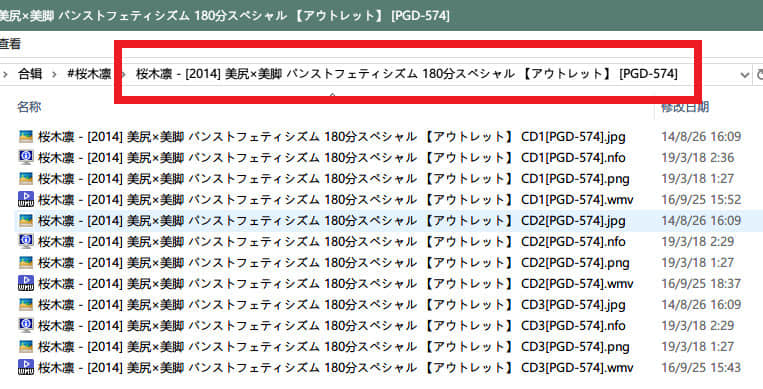 美尻×美脚 パンストフェティシズム 180分スペシャル 【アウトレット】 [PGD-574]
查看
合辑 › #桜木凛 › 桜木凛 - [2014] 美尻×美脚 パンストフェティシズム 180分スペシャル 【アウトレット】 [PGD-574]
名称 修改日期
桜木凛 - [2014] 美尻×美脚 パンストフェティシズム 180分スペシャル 【アウトレット】 CD1[PGD-574].jpg 14/8/26 16:09
桜木凛 - [2014] 美尻×美脚 パンストフェティシズム 180分スペシャル 【アウトレット】 CD1[PGD-574].nfo 19/3/18 2:36
桜木凛 - [2014] 美尻×美脚 パンストフェティシズム 180分スペシャル 【アウトレット】 CD1[PGD-574].png 19/3/18 1:27
桜木凛 - [2014] 美尻×美脚 パンストフェティシズム 180分スペシャル 【アウトレット】 CD1[PGD-574].wmv 16/9/25 15:52
桜木凛 - [2014] 美尻×美脚 パンストフェティシズム 180分スペシャル 【アウトレット】 CD2[PGD-574].jpg 14/8/26 16:09
桜木凛 - [2014] 美尻×美脚 パンストフェティシズム 180分スペシャル 【アウトレット】 CD2[PGD-574].nfo 19/3/18 2:29
桜木凛 - [2014] 美尻×美脚 パンストフェティシズム 180分スペシャル 【アウトレット】 CD2[PGD-574].png 19/3/18 1:27
桜木凛 - [2014] 美尻×美脚 パンストフェティシズム 180分スペシャル 【アウトレット】 CD2[PGD-574].wmv 16/9/25 18:37
桜木凛 - [2014] 美尻×美脚 パンストフェティシズム 180分スペシャル 【アウトレット】 CD3[PGD-574].jpg 14/8/26 16:09
桜木凛 - [2014] 美尻×美脚 パンストフェティシズム 180分スペシャル 【アウトレット】 CD3[PGD-574].nfo 19/3/18 2:29
桜木凛 - [2014] 美尻×美脚 パンストフェティシズム 180分スペシャル 【アウトレット】 CD3[PGD-574].png 19/3/18 1:27
桜木凛 - [2014] 美尻×美脚 パンストフェティシズム 180分スペシャル 【アウトレット】 CD3[PGD-574].wmv 16/9/25 15:43